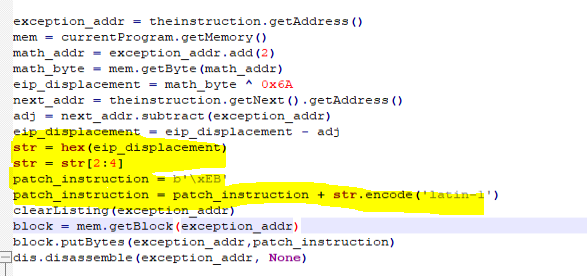 exception_addr = theinstruction.getAddress()
mem = currentProgram.getMemory()
math_addr = exception_addr.add(2)
math_byte = mem.getByte(math_addr)
eip_displacement = math_byte ^ 0x6A
next_addr = theinstruction.getNext().getAddress()
adj = next_addr.subtract(exception_addr)
eip_displacement = eip_displacement - adj
str = hex(eip_displacement)
str = str[2:4]
patch_instruction = b'\xEB'
patch_instruction = patch_instruction + str.encode('latin-1')
clearListing(exception_addr)
block = mem.getBlock(exception_addr)
block.putBytes(exception_addr,patch_instruction)
dis.disassemble(exception_addr, None)